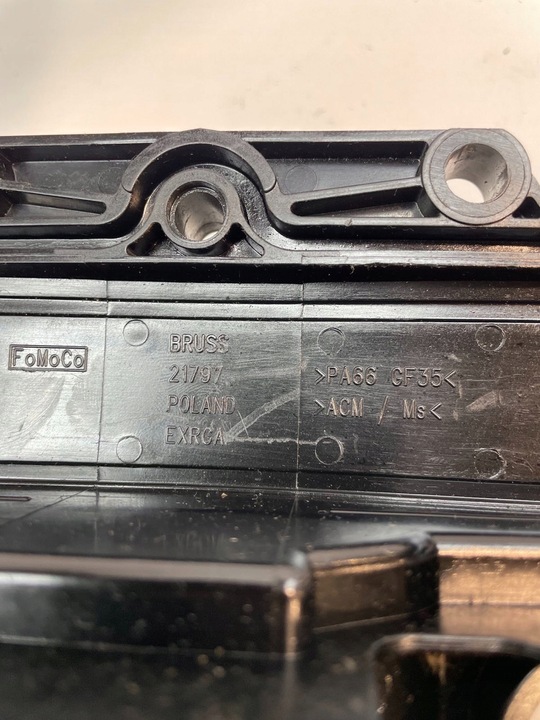 FoMoCo
BRUSS
21797
POLAND
EXRCA
>PA66 GF35<
>ACM / Ms<